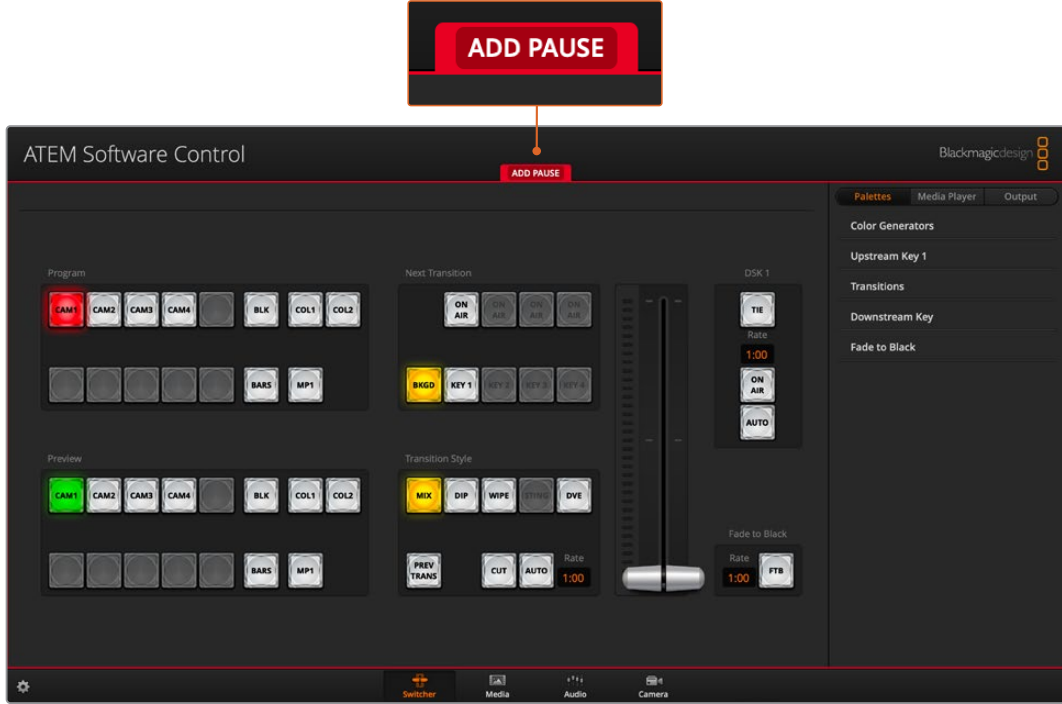 ADD PAUSE
ATEM Software Control
Blackmagicdesign
ADD PAUSE
Palettes Media Player Output
Color Generators
Upstream Key 1
Transitions
Downstream Key
Fade to Black
Program
CAM1 CAM2 CAM3 CAM4 BLK COL1 COL2
BARS MP1
Next Transition
ON AIR ON AIR ON AIR ON AIR
BKGD KEY 1 KEY 2 KEY 3 KEY 4
DSK 1
TIE
Rate
1:00
ON AIR
AUTO
Preview
CAM1 CAM2 CAM3 CAM4 BLK COL1 COL2
BARS MP1
Transition Style
MIX DIP WIPE STING DVE
PREV TRANS CUT AUTO Rate 1:00
Fade to Black
Rate
1:00 FTB
Switcher Media Audio Camera